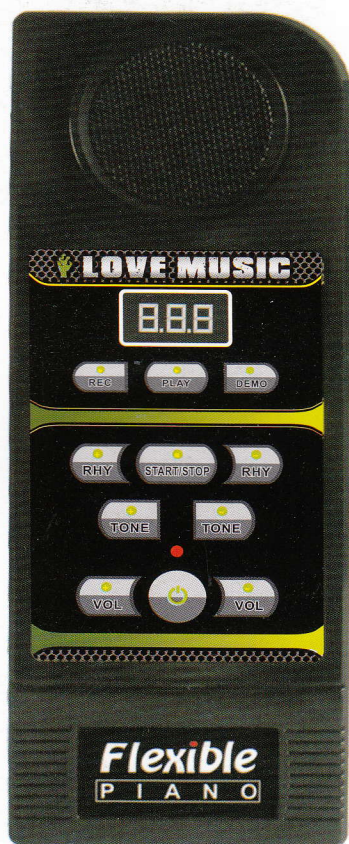 LOVE MUSIC
8.8.8
REC PLAY DEMO
RHY START/STOP RHY
TONE TONE
VOL VOL
Flexible
PIANO